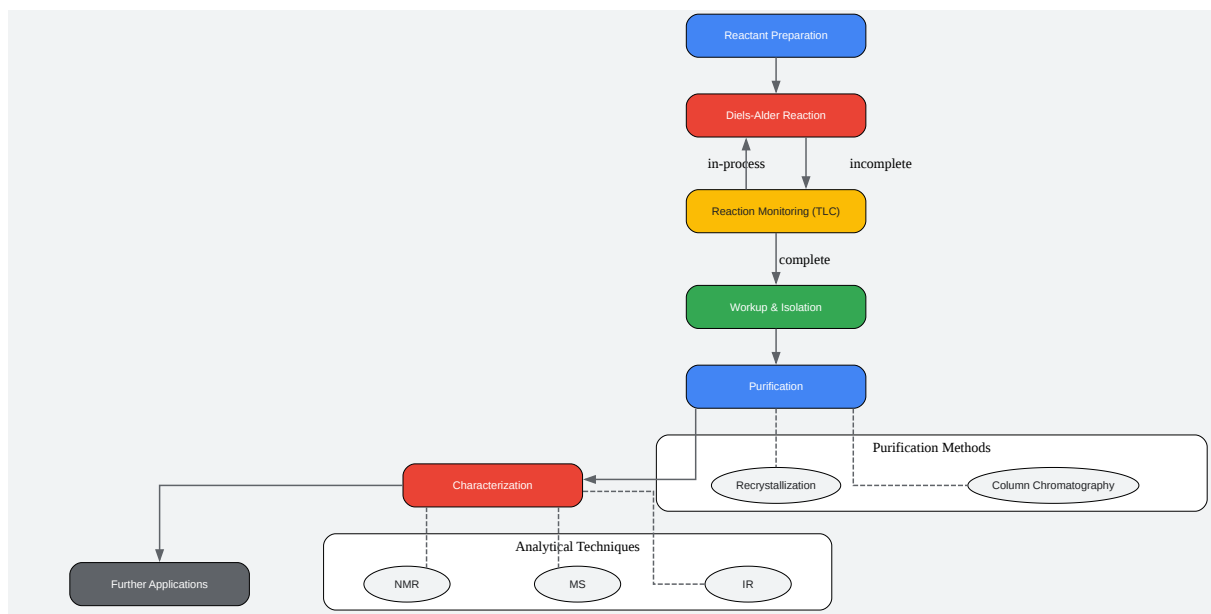 Reactant Preparation
Diels-Alder Reaction
in-process
incomplete
Reaction Monitoring (TLC)
complete
Workup & Isolation
Purification
Purification Methods
Characterization
Recrystallization
Column Chromatography
Analytical Techniques
Further Applications
NMR
MS
IR